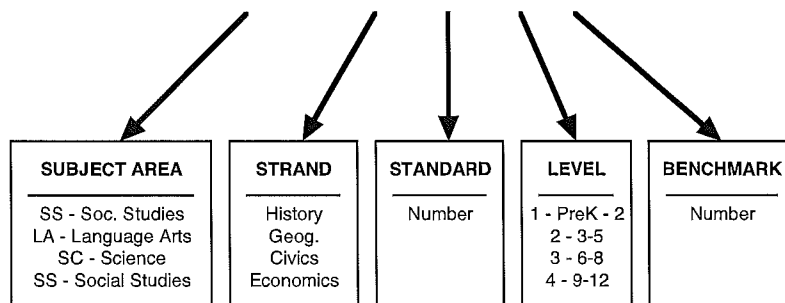 SUBJECT AREA
SS - Soc. Studies
LA - Language Arts
SC - Science
SS - Social Studies
STRAND
History
Geog.
Civics
Economics
STANDARD
Number
LEVEL
1 - PreK - 2
2 - 3-5
3 - 6-8
4 - 9-12
BENCHMARK
Number